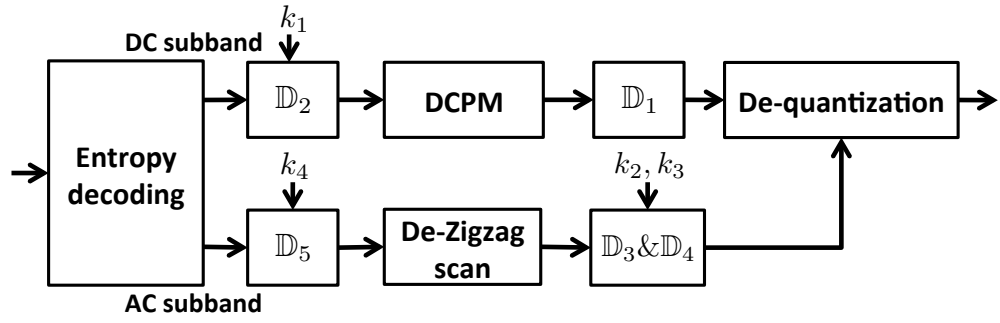 k₁
DC subband
𝔻₂
DCPM
𝔻₁
De-quantization
Entropy
decoding
k₄
k₂, k₃
𝔻₅
De-Zigzag
scan
𝔻₃&𝔻₄
AC subband